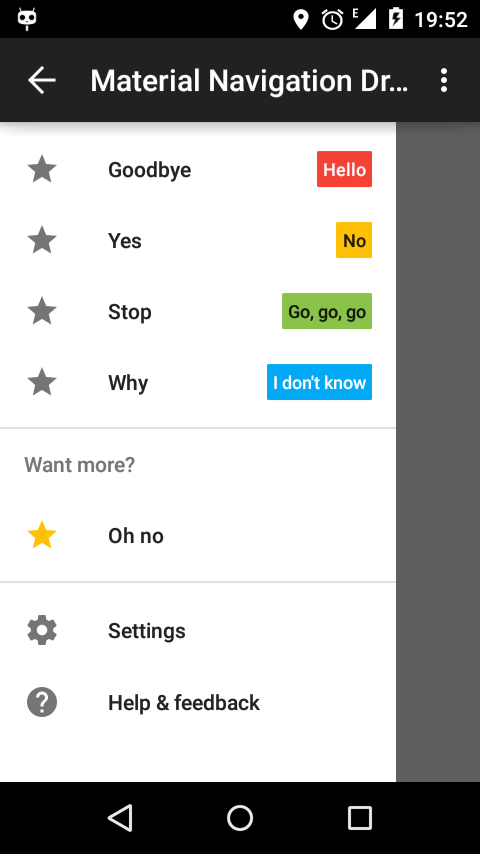 E
19:52
Material Navigation Dr...
Goodbye
Hello
Yes
No
Stop
Go, go, go
Why
I don't know
Want more?
Oh no
Settings
Help & feedback